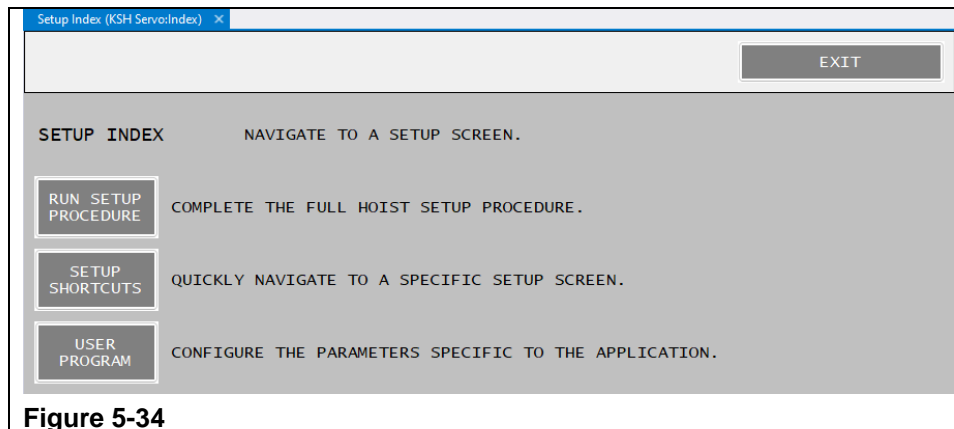 Setup Index (KSH Servo:Index) ×
EXIT
SETUP INDEX NAVIGATE TO A SETUP SCREEN.
RUN SETUP
PROCEDURE
COMPLETE THE FULL HOIST SETUP PROCEDURE.
SETUP
SHORTCUTS
QUICKLY NAVIGATE TO A SPECIFIC SETUP SCREEN.
USER
PROGRAM
CONFIGURE THE PARAMETERS SPECIFIC TO THE APPLICATION.
Figure 5-34